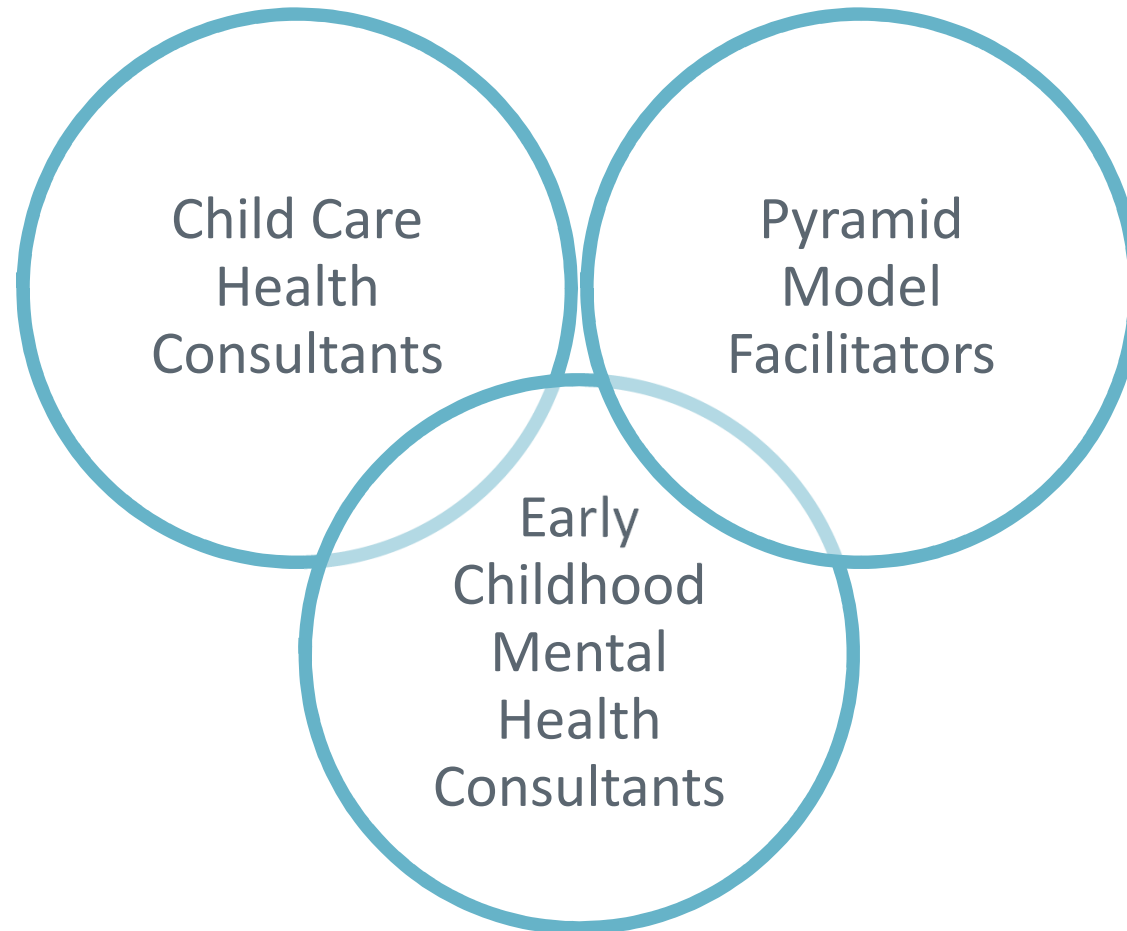 Child Care
Health
Consultants
Pyramid
Model
Facilitators
Early
Childhood
Mental
Health
Consultants